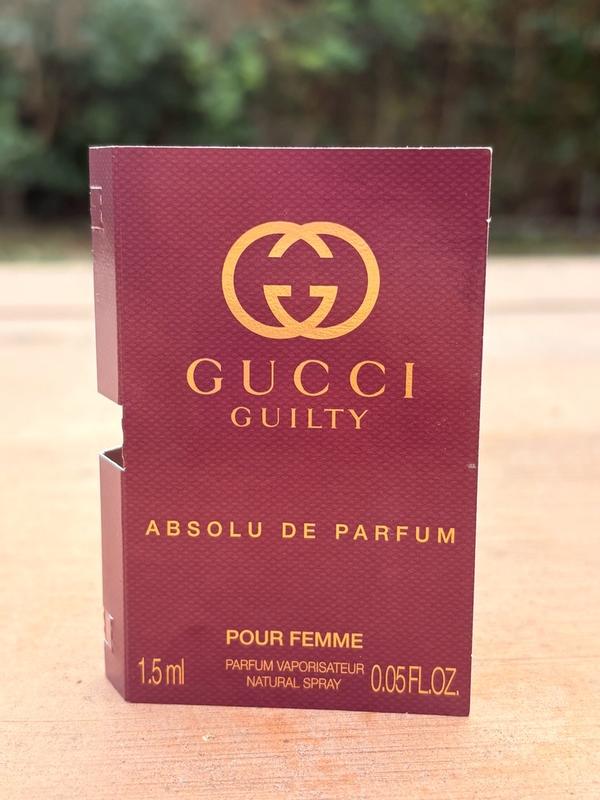 GUCCI
GUILTY
ABSOLU DE PARFUM
POUR FEMME
1.5 ml
PARFUM VAPORISATEUR
NATURAL SPRAY
0.05 FL.OZ.